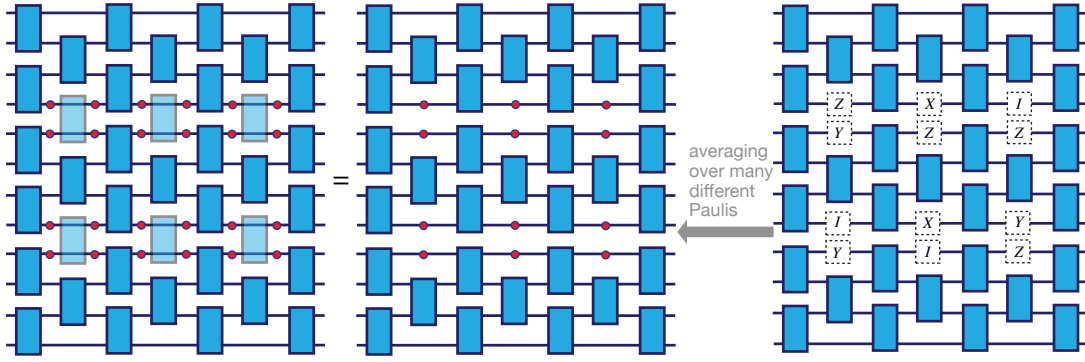 =
averaging
over many
different
Paulis
Z X I
Y Z Z
I X Y
Y I Z